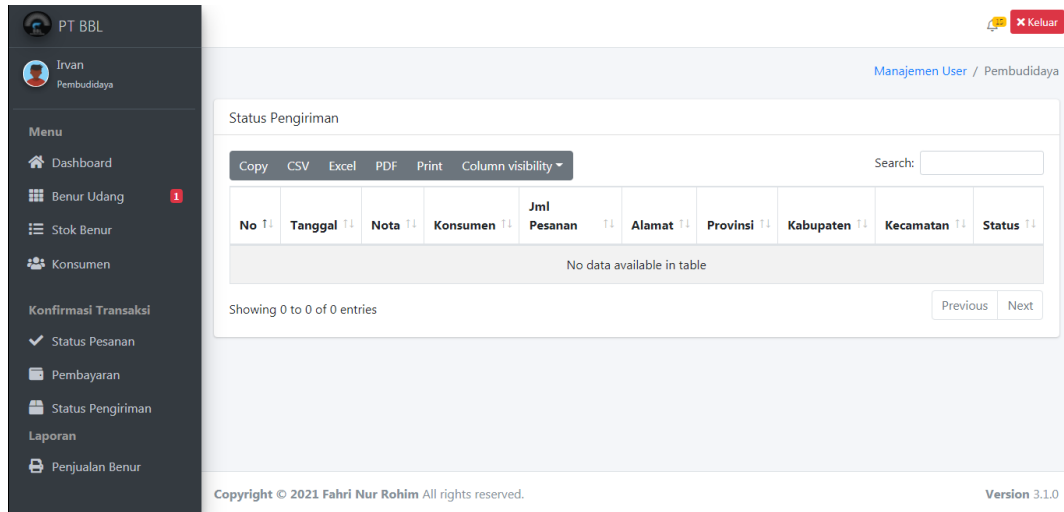 PT BBL
Keluar
Irvan
Pembudidaya
Manajemen User / Pembudidaya
Menu
Dashboard
Benur Udang 1
Stok Benur
Konsumen
Konfirmasi Transaksi
Status Pesanan
Pembayaran
Status Pengiriman
Laporan
Penjualan Benur
Status Pengiriman
Copy CSV Excel PDF Print Column visibility
Search:
No Tanggal Nota Konsumen Jml Pesanan Alamat Provinsi Kabupaten Kecamatan Status
No data available in table
Showing 0 to 0 of 0 entries
Previous Next
Copyright © 2021 Fahri Nur Rohim All rights reserved.
Version 3.1.0